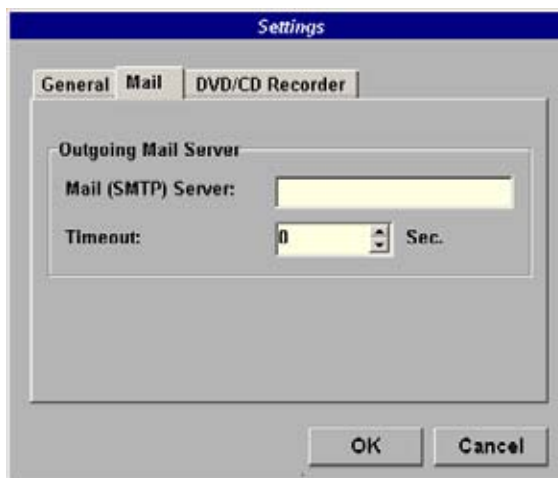 Settings
General Mail DVD/CD Recorder
Outgoing Mail Server
Mail (SMTP) Server:
Timeout: 0 Sec.
OK Cancel